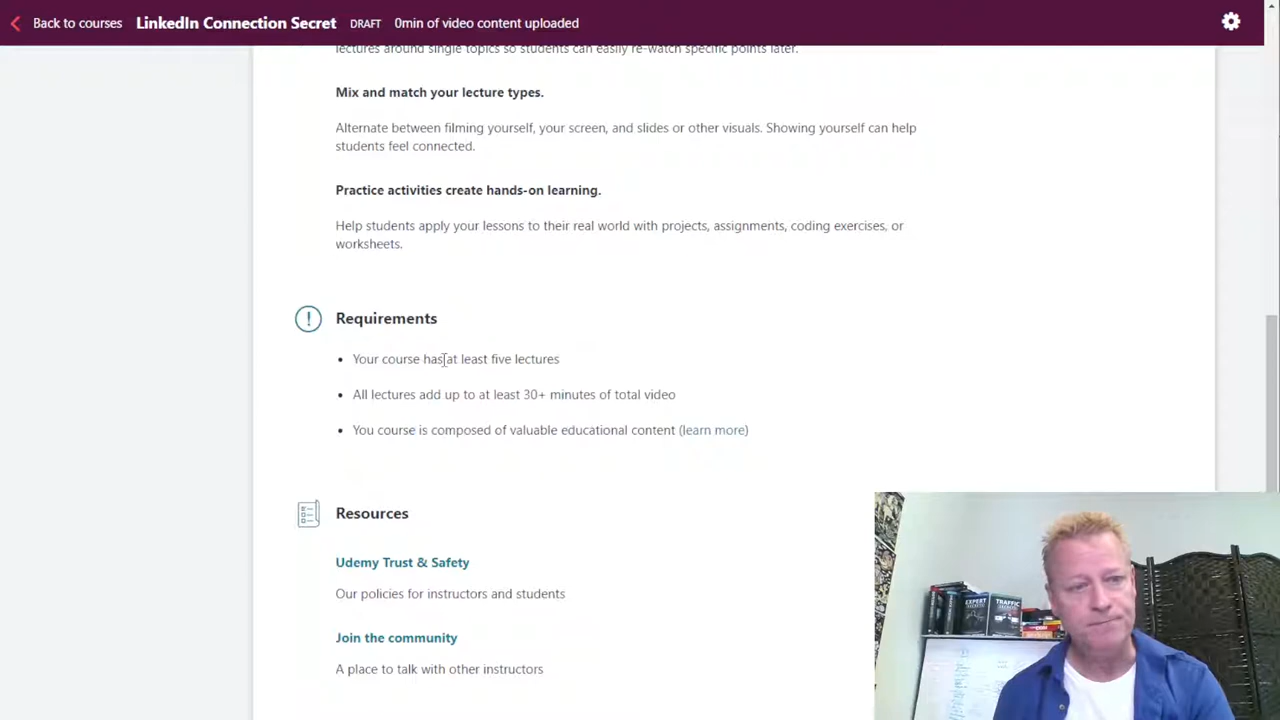 Back to courses LinkedIn Connection Secret DRAFT 0min of video content uploaded
lectures around single topics so students can easily re-watch specific points later.
Mix and match your lecture types.
Alternate between filming yourself, your screen, and slides or other visuals. Showing yourself can help
students feel connected.
Practice activities create hands-on learning.
Help students apply your lessons to their real world with projects, assignments, coding exercises, or
worksheets.
Requirements
Your course has at least five lectures
All lectures add up to at least 30+ minutes of total video
You course is composed of valuable educational content (learn more)
Resources
Udemy Trust & Safety
Our policies for instructors and students
Join the community
A place to talk with other instructors
EXPERT
TRAFFIC